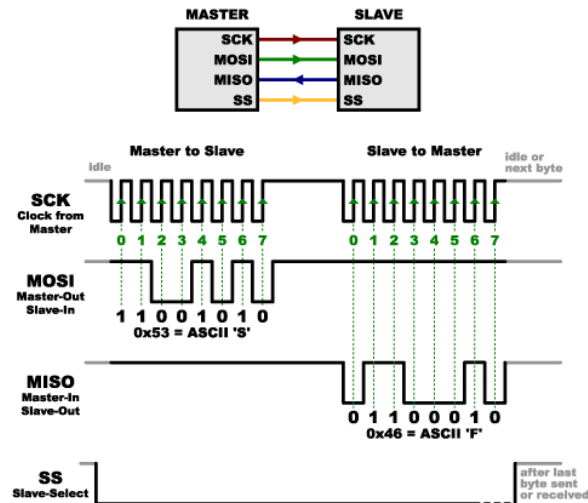 MASTER SLAVE
SCK SCK
MOSI MOSI
MISO MISO
SS SS
Master to Slave Slave to Master
idle
idle or
next byte
SCK
Clock from
Master
0 1 2 3 4 5 6 7 0 1 2 3 4 5 6 7
MOSI
Master-Out
Slave-In
1 1 0 0 1 0 1 0
0x53 = ASCII 'S'
MISO
Master-In
Slave-Out
0 1 1 0 0 0 1 0
0x46 = ASCII 'F'
SS
Slave-Select
after last
byte sent
or received